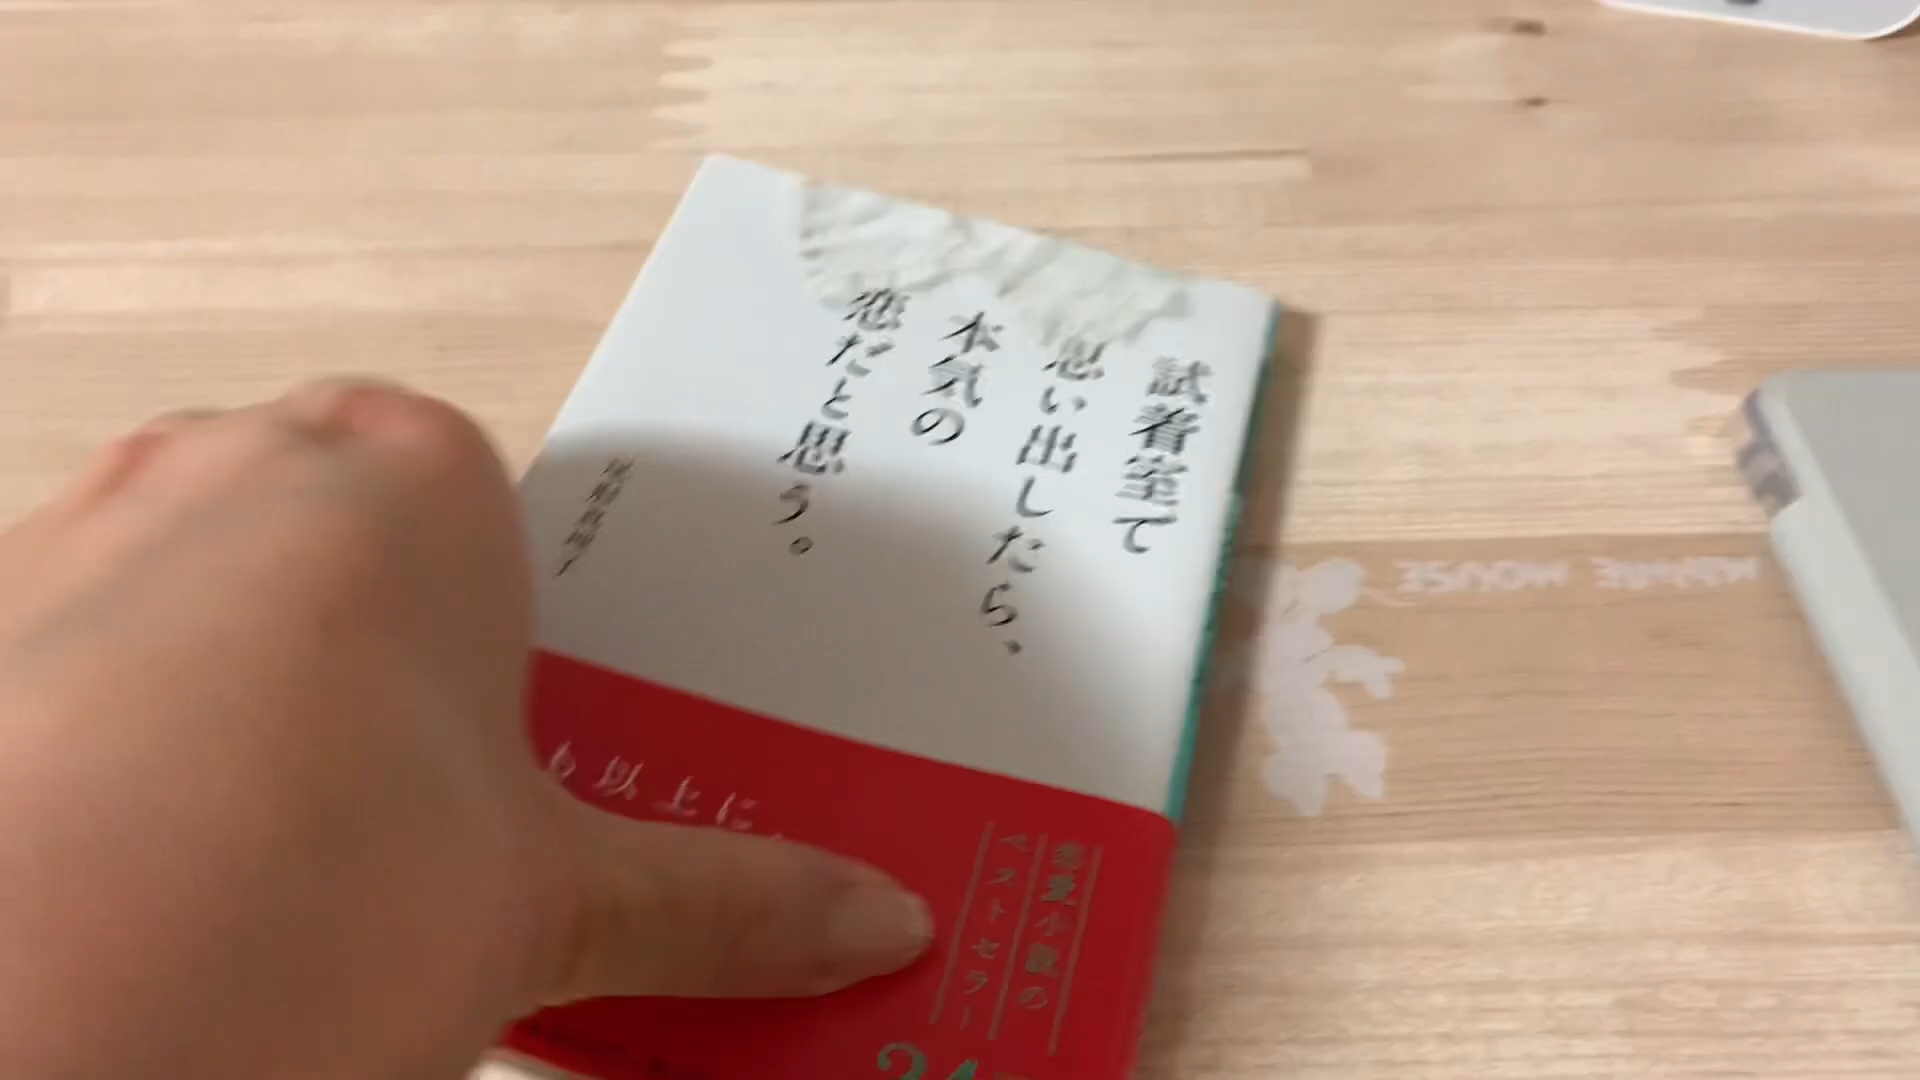 試着室で
思い出したら、
本気の
恋だと思う。
以上に
恋愛小説の
ベストセラー
24
MOUSE